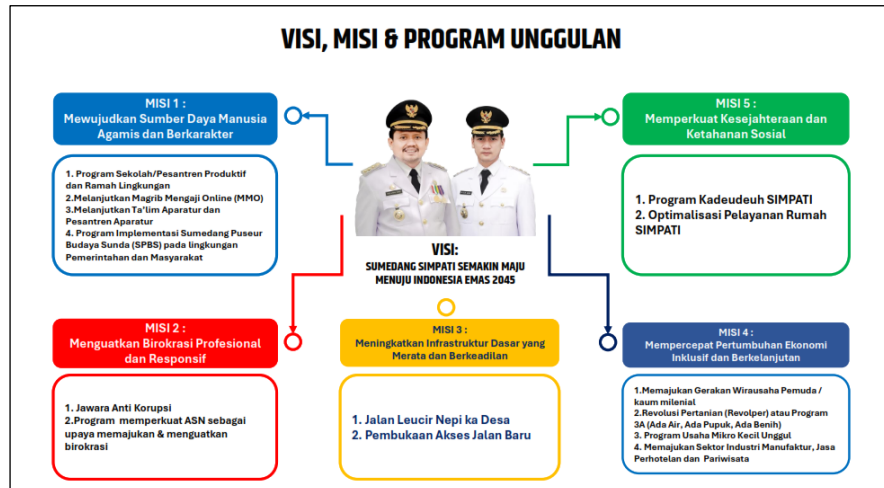 VISI, MISI & PROGRAM UNGGULAN
MISI 1 :
Mewujudkan Sumber Daya Manusia
Agamis dan Berkarakter
1. Program Sekolah/Pesantren Produktif
dan Ramah Lingkungan
2.Melanjutkan Magrib Mengaji Online (MMO)
3.Melanjutkan Ta'lim Aparatur dan
Pesantren Aparatur
4. Program Implementasi Sumedang Puseur
Budaya Sunda (SPBS) pada lingkungan
Pemerintahan dan Masyarakat
MISI 5 :
Memperkuat Kesejahteraan dan
Ketahanan Sosial
1. Program Kadeudeuh SIMPATI
2. Optimalisasi Pelayanan Rumah
SIMPATI
VISI:
SUMEDANG SIMPATI SEMAKIN MAJU
MENUJU INDONESIA EMAS 2045
MISI 2 :
Menguatkan Birokrasi Profesional
dan Responsif
1. Jawara Anti Korupsi
2.Program memperkuat ASN sebagai
upaya memajukan & menguatkan
birokrasi
MISI 3 :
Meningkatkan Infrastruktur Dasar yang
Merata dan Berkeadilan
1. Jalan Leucir Nepi ka Desa
2. Pembukaan Akses Jalan Baru
MISI 4 :
Mempercepat Pertumbuhan Ekonomi
Inklusif dan Berkelanjutan
1.Memajukan Gerakan Wirausaha Pemuda /
kaum milenial
2.Revolusi Pertanian (Revolper) atau Program
3A (Ada Air, Ada Pupuk, Ada Benih)
3. Program Usaha Mikro Kecil Unggul
4. Memajukan Sektor Industri Manufaktur, Jasa
Perhotelan dan Pariwisata